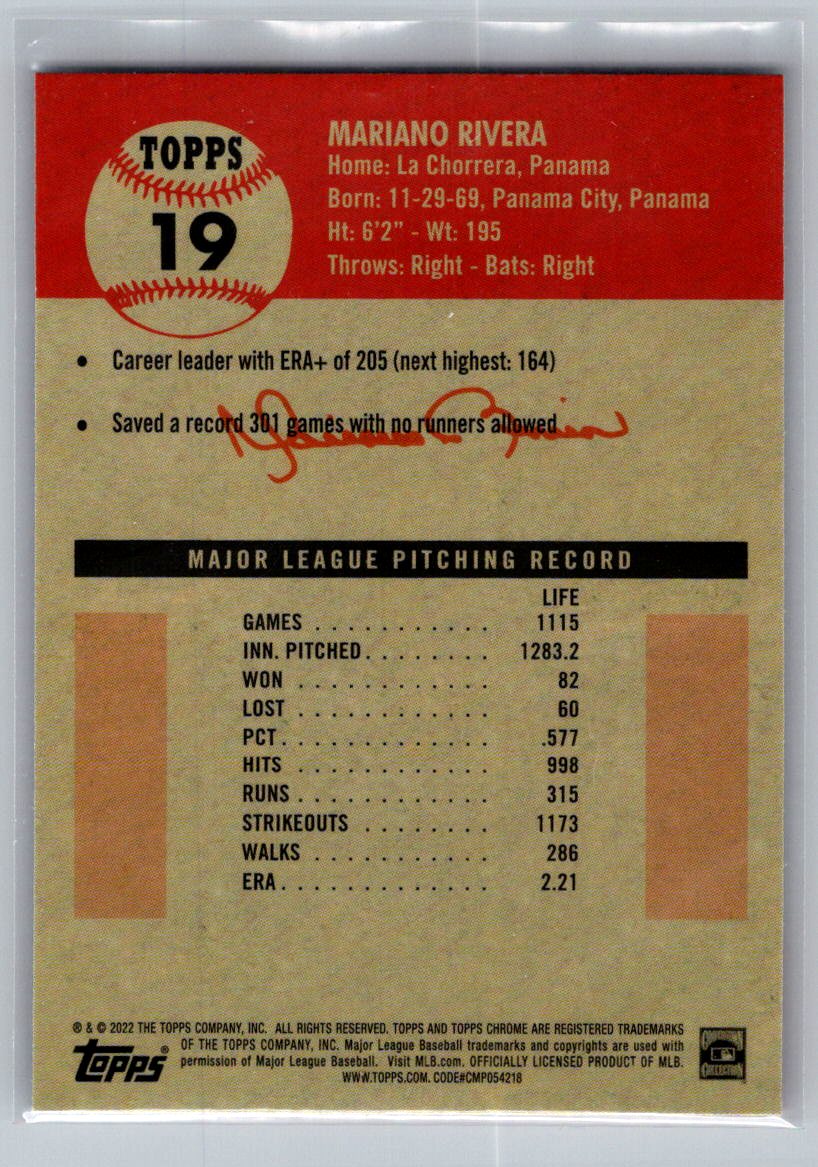 TOPPS
19
MARIANO RIVERA
Home: La Chorrera, Panama
Born: 11-29-69, Panama City, Panama
Ht: 6'2" - Wt: 195
Throws: Right - Bats: Right
• Career leader with ERA+ of 205 (next highest: 164)
• Saved a record 301 games with no runners allowed
Mariano Rivera
MAJOR LEAGUE PITCHING RECORD
LIFE
GAMES . . . . . . . . . . . 1115
INN. PITCHED. . . . . . . . 1283.2
WON . . . . . . . . . . . . 82
LOST . . . . . . . . . . . . 60
PCT. . . . . . . . . . . . . .577
HITS . . . . . . . . . . . . 998
RUNS . . . . . . . . . . . . 315
STRIKEOUTS . . . . . . . . 1173
WALKS . . . . . . . . . . . 286
ERA. . . . . . . . . . . . . 2.21
® & © 2022 THE TOPPS COMPANY, INC. ALL RIGHTS RESERVED. TOPPS AND TOPPS CHROME ARE REGISTERED TRADEMARKS
OF THE TOPPS COMPANY, INC. Major League Baseball trademarks and copyrights are used with
permission of Major League Baseball. Visit MLB.com. OFFICIALLY LICENSED PRODUCT OF MLB.
WWW.TOPPS.COM. CODE#CMP054218
Topps®
COOPERSTOWN
COLLECTION